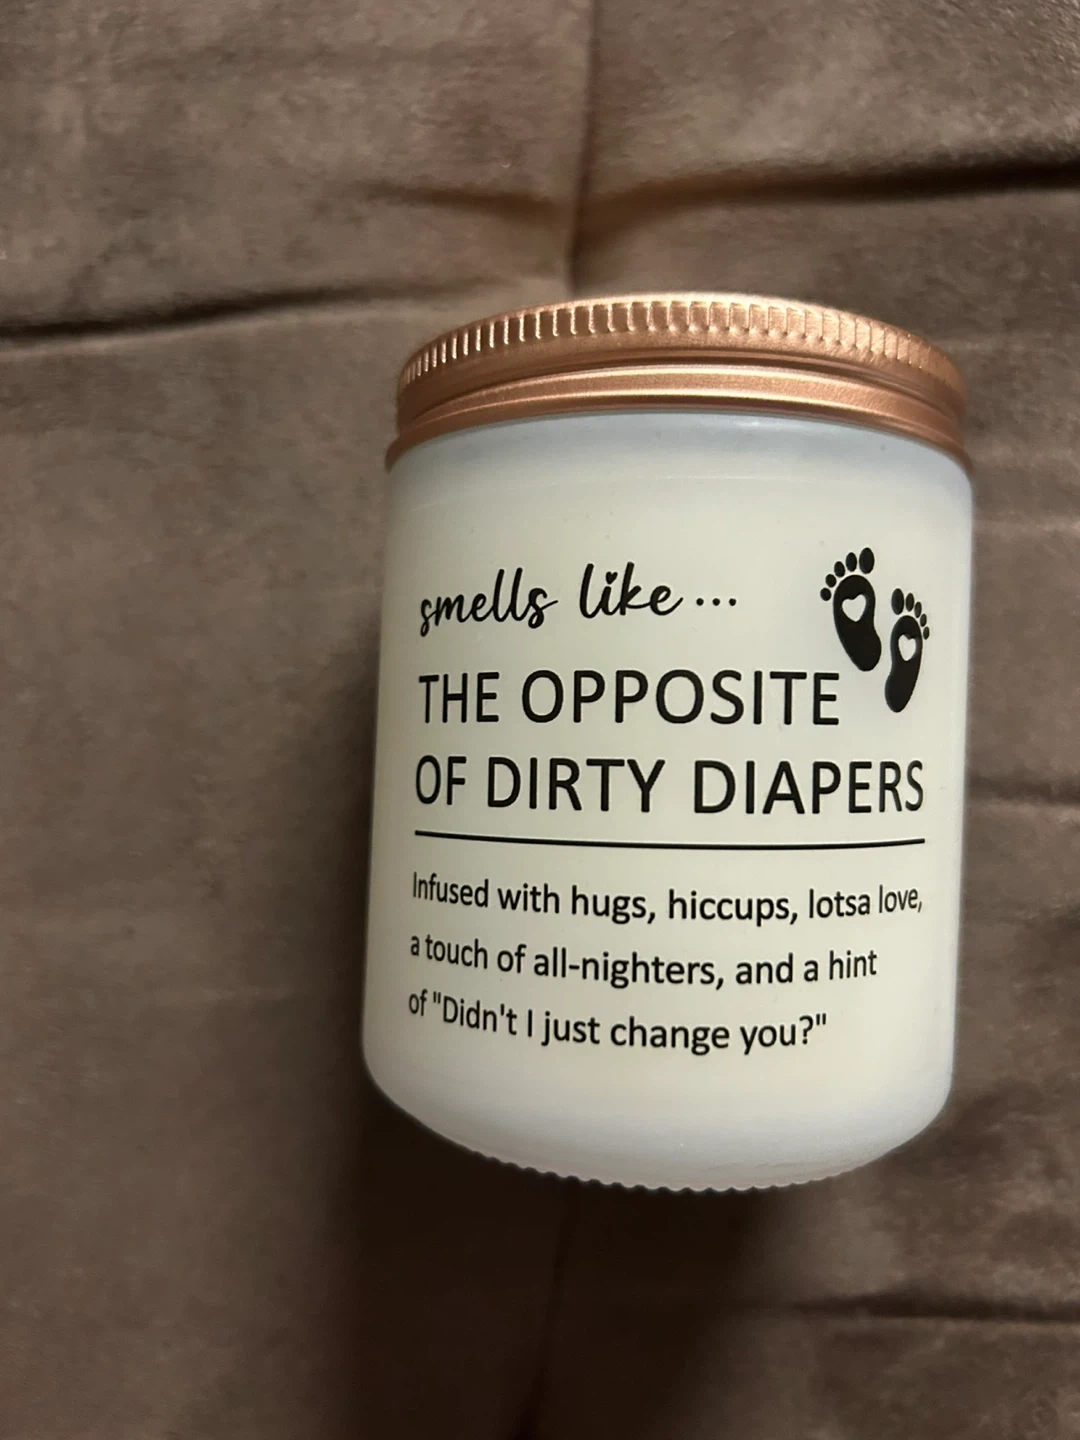 smells like...
THE OPPOSITE
OF DIRTY DIAPERS
Infused with hugs, hiccups, lotsa love,
a touch of all-nighters, and a hint
of "Didn't I just change you?"